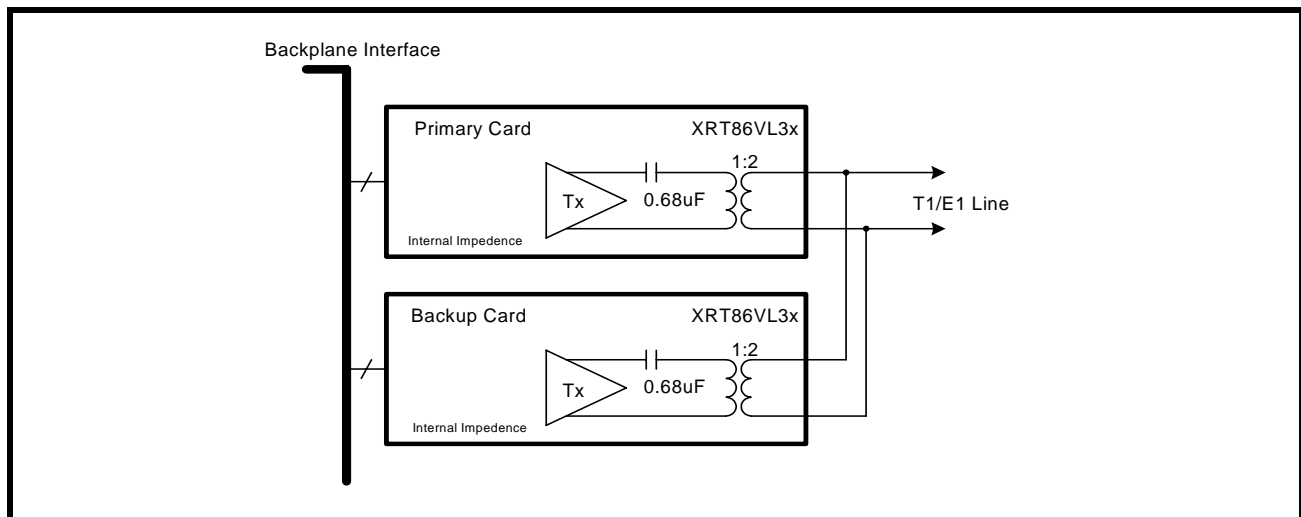 Backplane Interface
Primary Card XRT86VL3x
1:2
Tx 0.68uF
T1/E1 Line
Internal Impedence
Backup Card XRT86VL3x
1:2
Tx 0.68uF
Internal Impedence